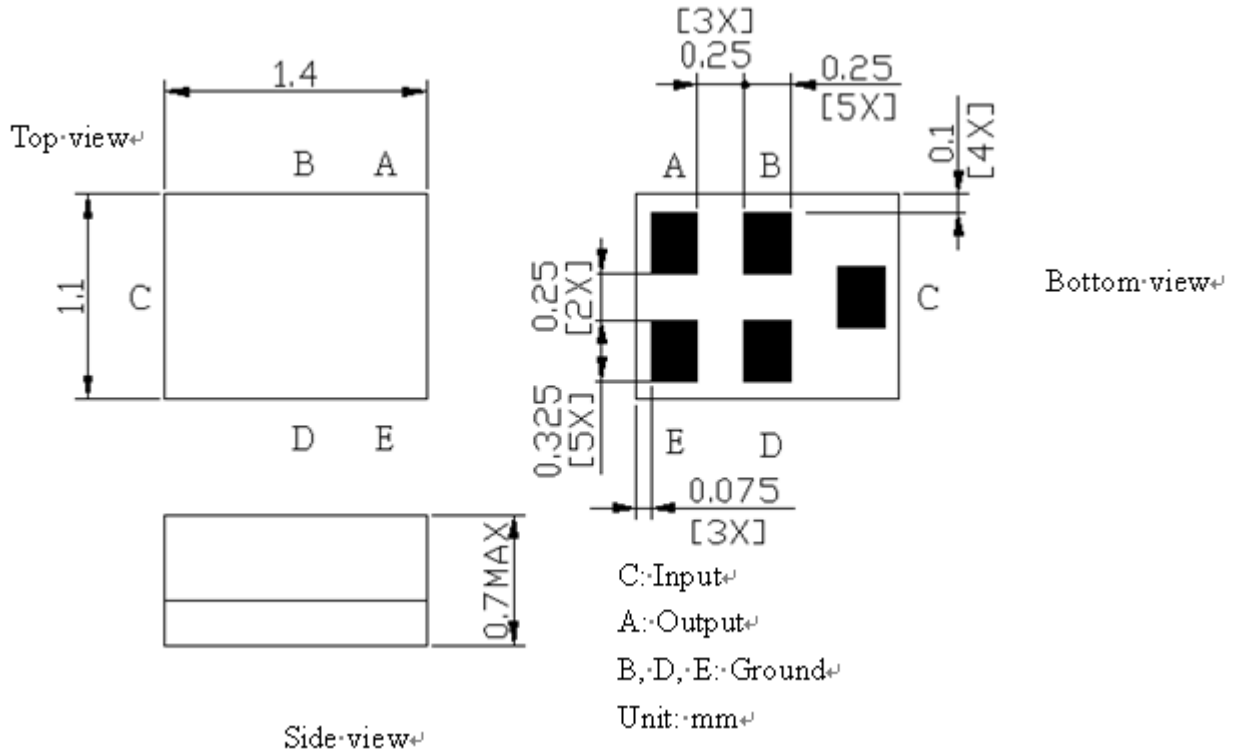 [3X]
0.25
1.4
0.25
[5X]
0.1
[4X]
Top·view↵
B A
A B
1.1
C
0.25
[2X]
C
Bottom·view↵
D E
0.325
[5X]
E D
0.075
[3X]
0.7MAX
C:·Input↵
A:·Output↵
B,·D,·E:·Ground↵
Unit:·mm↵
Side·view↵